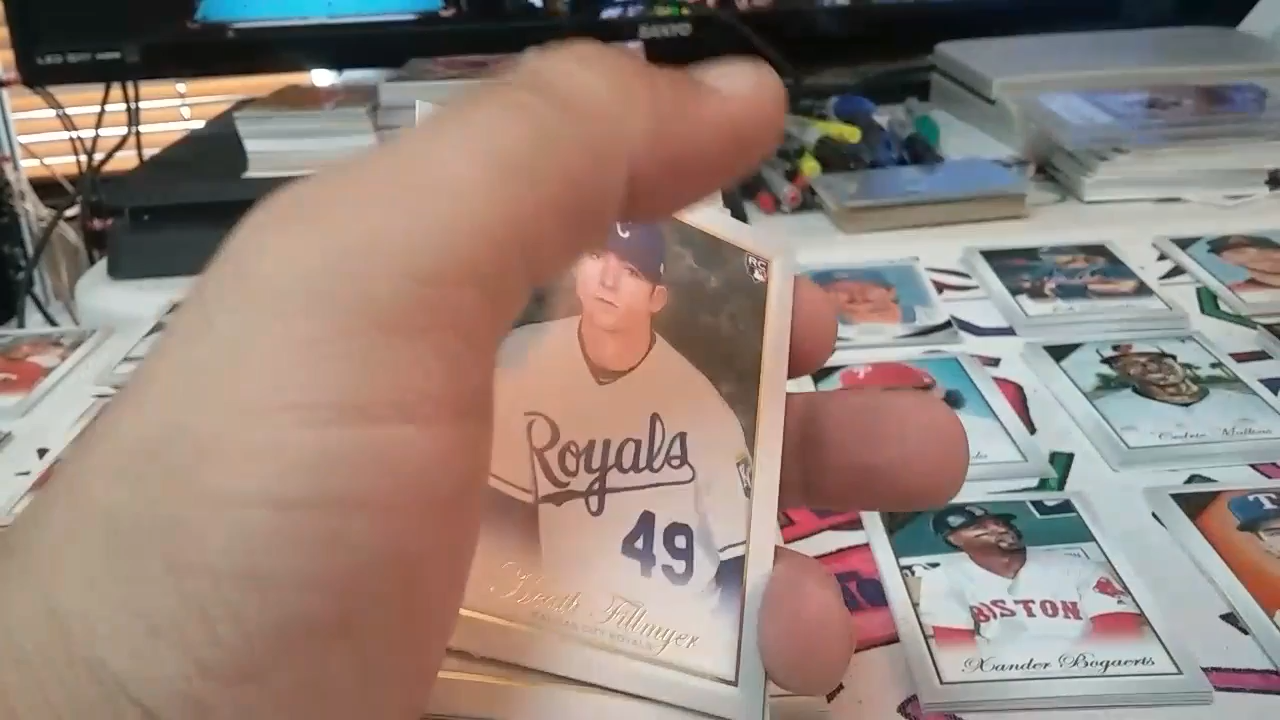 SANYO
C
RC
Royals
49
Heath Fillmyer
KANSAS CITY ROYALS
Cedric Mullins
T
BOSTON
Xander Bogaerts